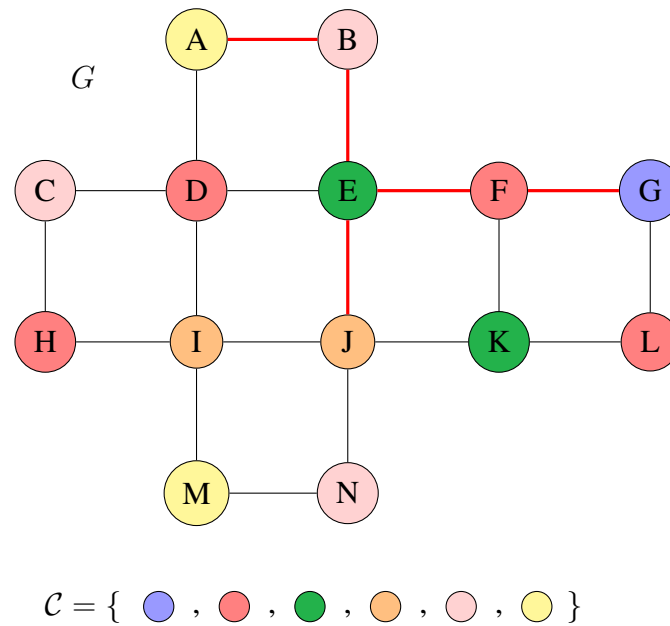 A B
G
C D E F G
H I J K L
M N
𝒞 = { , , , , , }